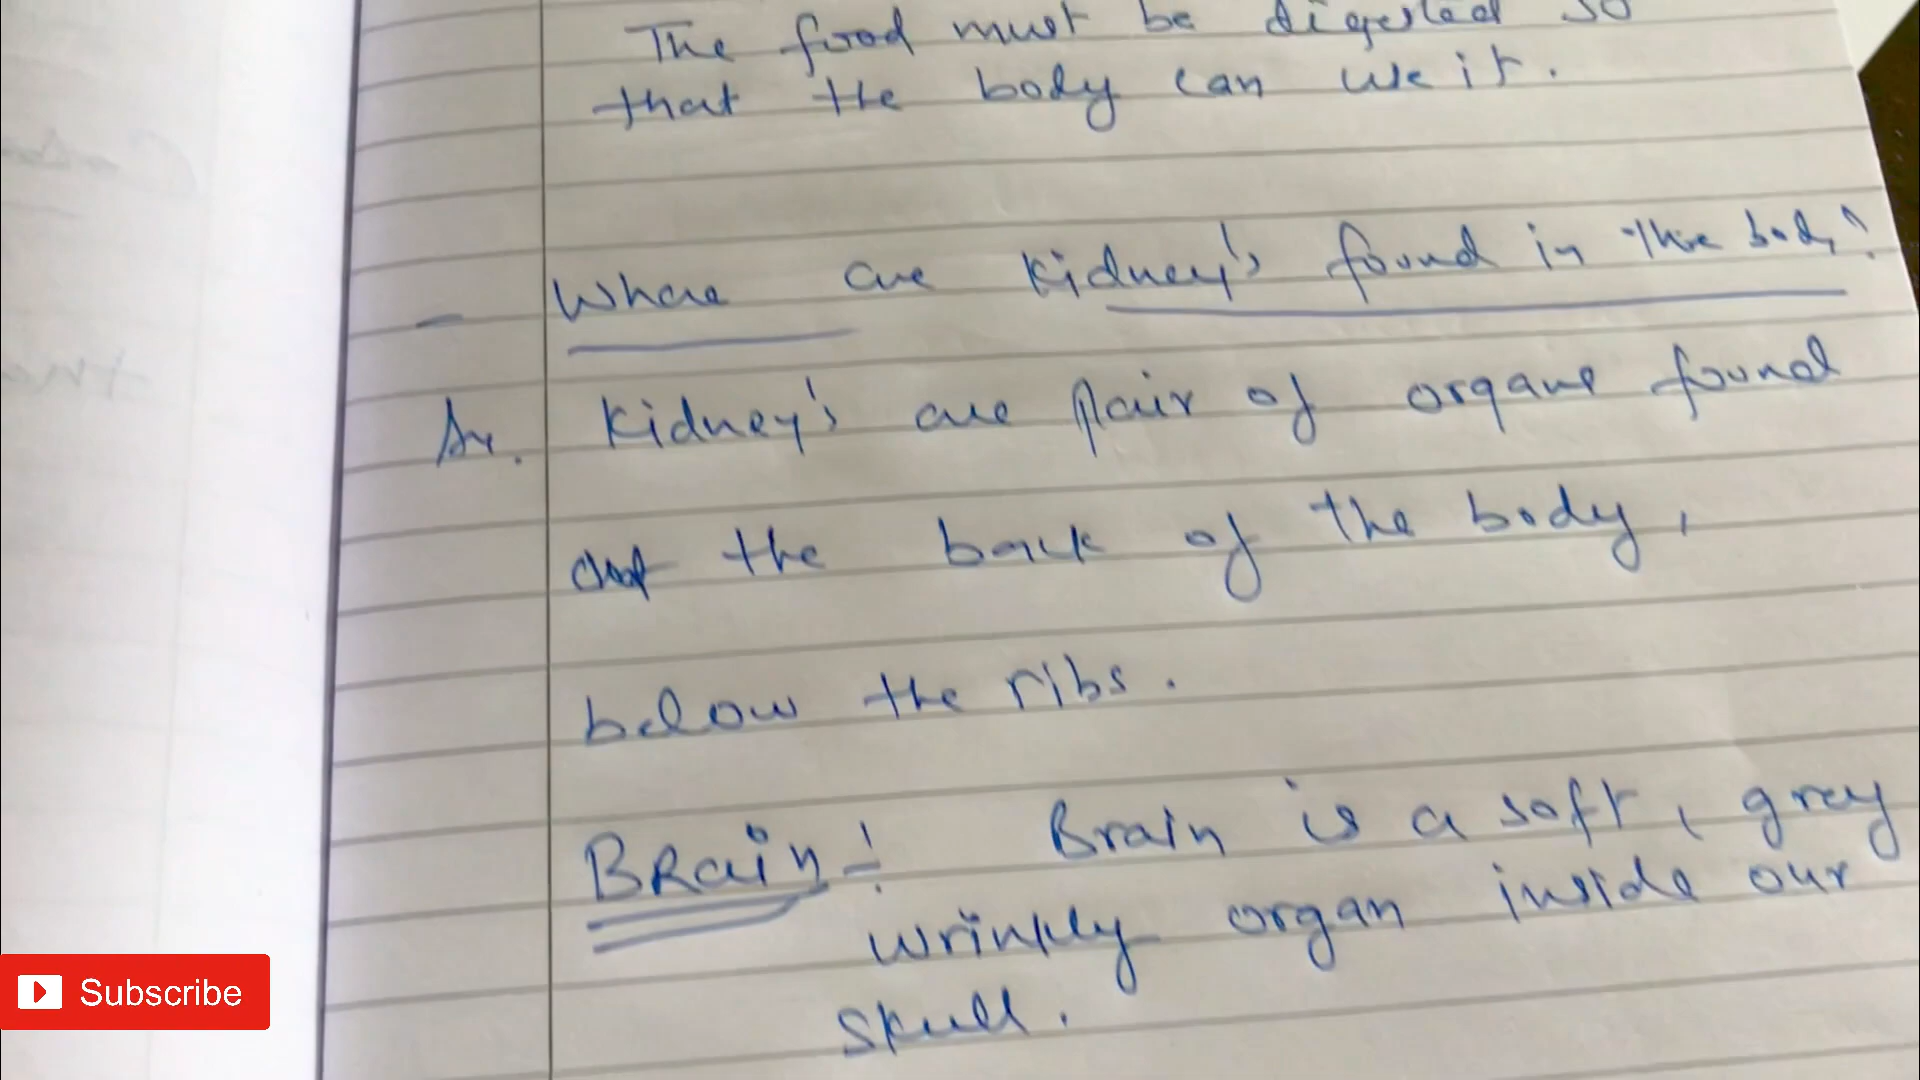 The food must be digested so
that the body can use it.
- Where are Kidney's found in the body?
Ar. Kidney's are pair of organs found
at the back of the body,
below the ribs.
BRain :- Brain is a soft, grey
wrinkly organ inside our
skull.
Subscribe